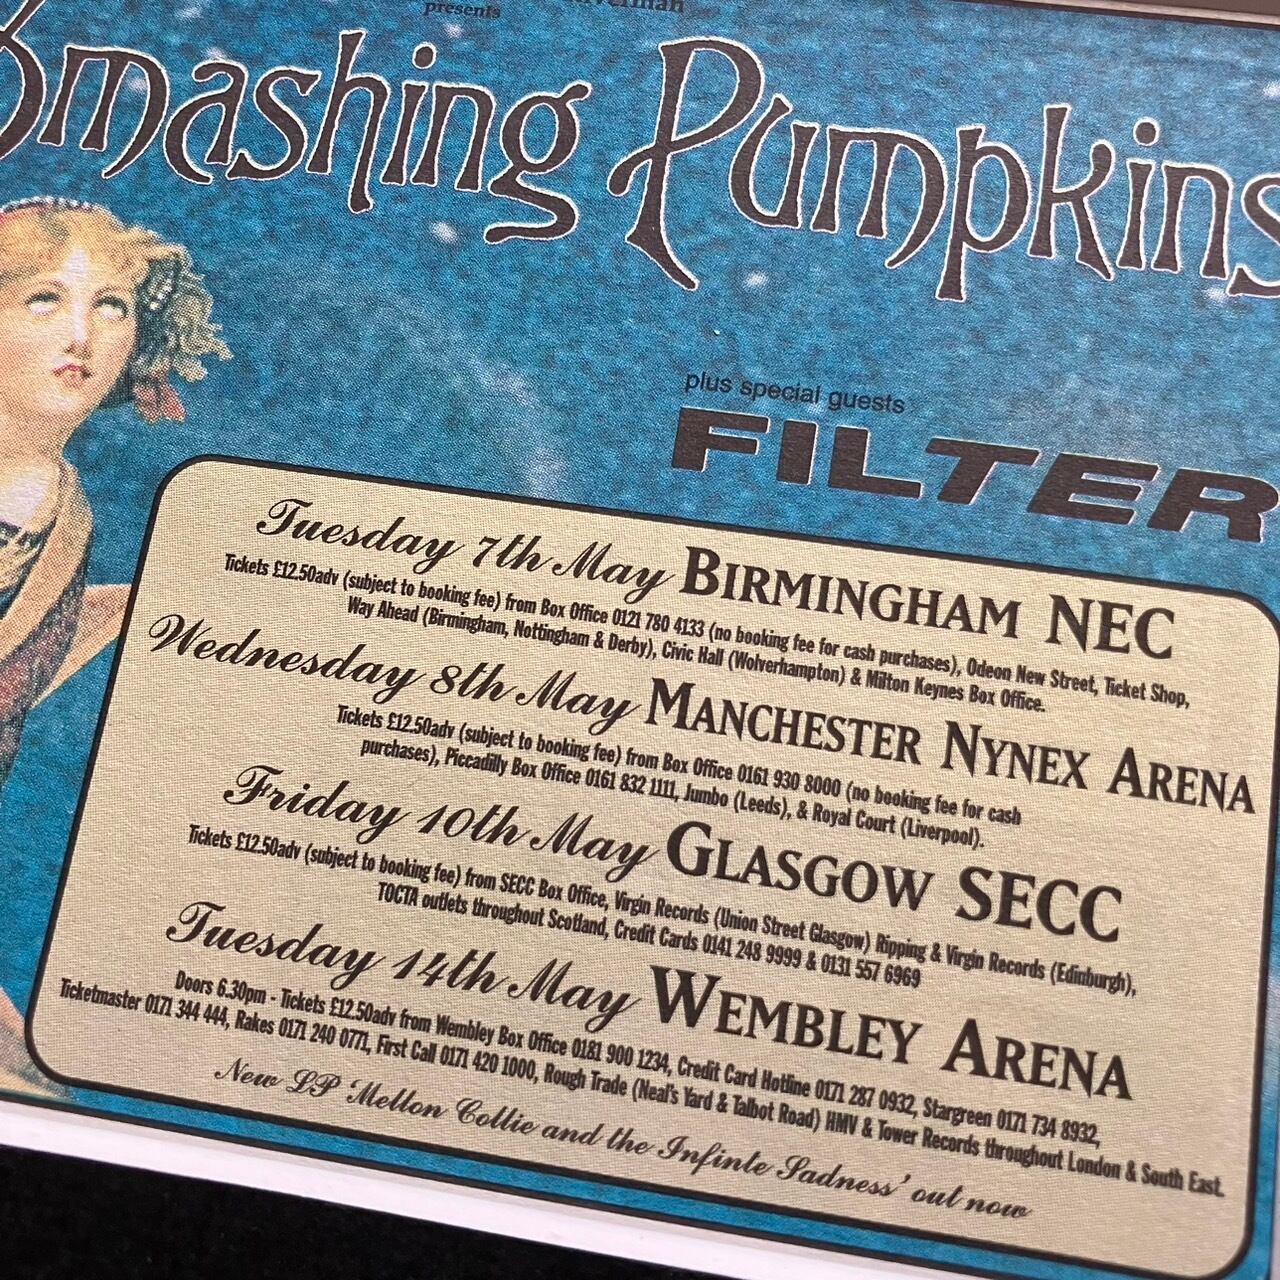 presents
Smashing Pumpkins
plus special guests
FILTER
Tuesday 7th May BIRMINGHAM NEC
Tickets £12.50adv (subject to booking fee) from Box Office 0121 780 4133 (no booking fee for cash purchases), Odeon New Street, Ticket Shop,
Way Ahead (Birmingham, Nottingham & Derby), Civic Hall (Wolverhampton) & Milton Keynes Box Office.
Wednesday 8th May MANCHESTER NYNEX ARENA
Tickets £12.50adv (subject to booking fee) from Box Office 0161 930 8000 (no booking fee for cash
purchases), Piccadilly Box Office 0161 832 1111, Jumbo (Leeds), & Royal Court (Liverpool).
Friday 10th May GLASGOW SECC
Tickets £12.50adv (subject to booking fee) from SECC Box Office, Virgin Records (Union Street Glasgow) Ripping & Virgin Records (Edinburgh),
TOCTA outlets throughout Scotland, Credit Cards 0141 248 9999 & 0131 557 6969
Tuesday 14th May WEMBLEY ARENA
Doors 6.30pm - Tickets £12.50adv from Wembley Box Office 0181 900 1234, Credit Card Hotline 0171 287 0932, Stargreen 0171 734 8932,
Ticketmaster 0171 344 444, Rakes 0171 240 0771, First Call 0171 420 1000, Rough Trade (Neal's Yard & Talbot Road) HMV & Tower Records throughout London & South East.
New LP 'Mellon Collie and the Infinte Sadness' out now